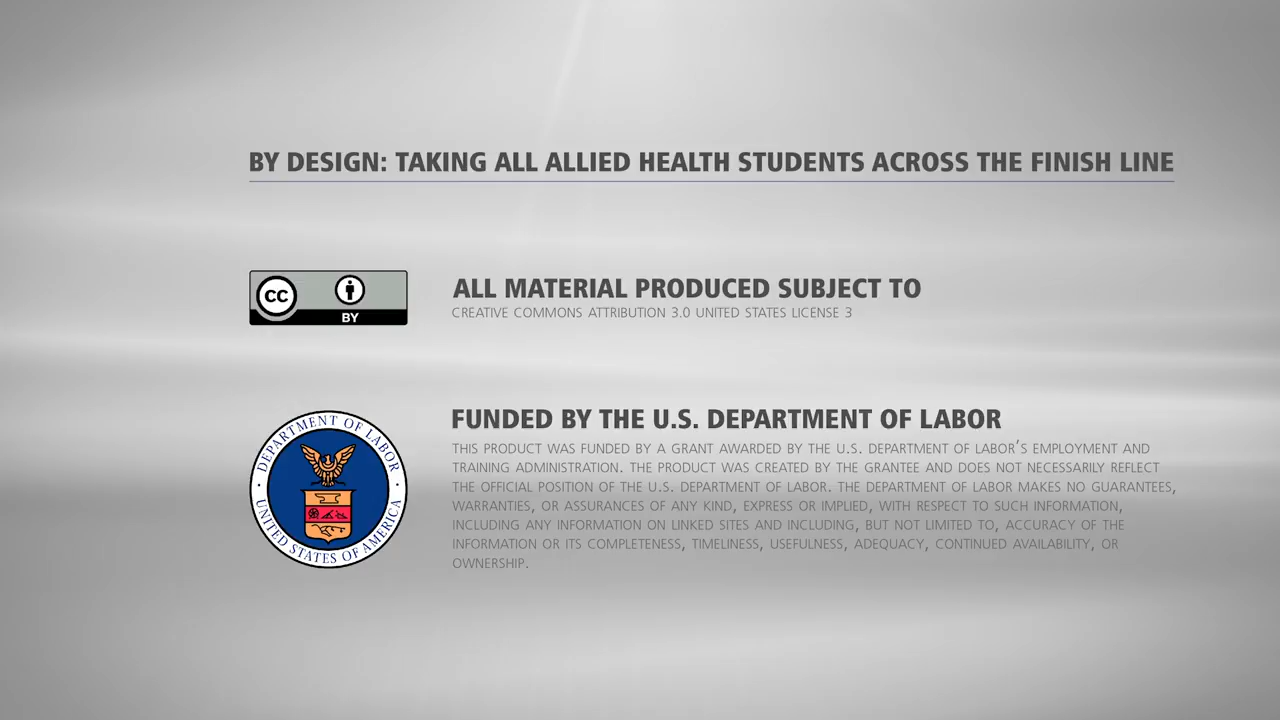 BY DESIGN: TAKING ALL ALLIED HEALTH STUDENTS ACROSS THE FINISH LINE
CC
BY
ALL MATERIAL PRODUCED SUBJECT TO
CREATIVE COMMONS ATTRIBUTION 3.0 UNITED STATES LICENSE 3
DEPARTMENT OF LABOR
UNITED STATES OF AMERICA
FUNDED BY THE U.S. DEPARTMENT OF LABOR
THIS PRODUCT WAS FUNDED BY A GRANT AWARDED BY THE U.S. DEPARTMENT OF LABOR'S EMPLOYMENT AND
TRAINING ADMINISTRATION. THE PRODUCT WAS CREATED BY THE GRANTEE AND DOES NOT NECESSARILY REFLECT
THE OFFICIAL POSITION OF THE U.S. DEPARTMENT OF LABOR. THE DEPARTMENT OF LABOR MAKES NO GUARANTEES,
WARRANTIES, OR ASSURANCES OF ANY KIND, EXPRESS OR IMPLIED, WITH RESPECT TO SUCH INFORMATION,
INCLUDING ANY INFORMATION ON LINKED SITES AND INCLUDING, BUT NOT LIMITED TO, ACCURACY OF THE
INFORMATION OR ITS COMPLETENESS, TIMELINESS, USEFULNESS, ADEQUACY, CONTINUED AVAILABILITY, OR
OWNERSHIP.